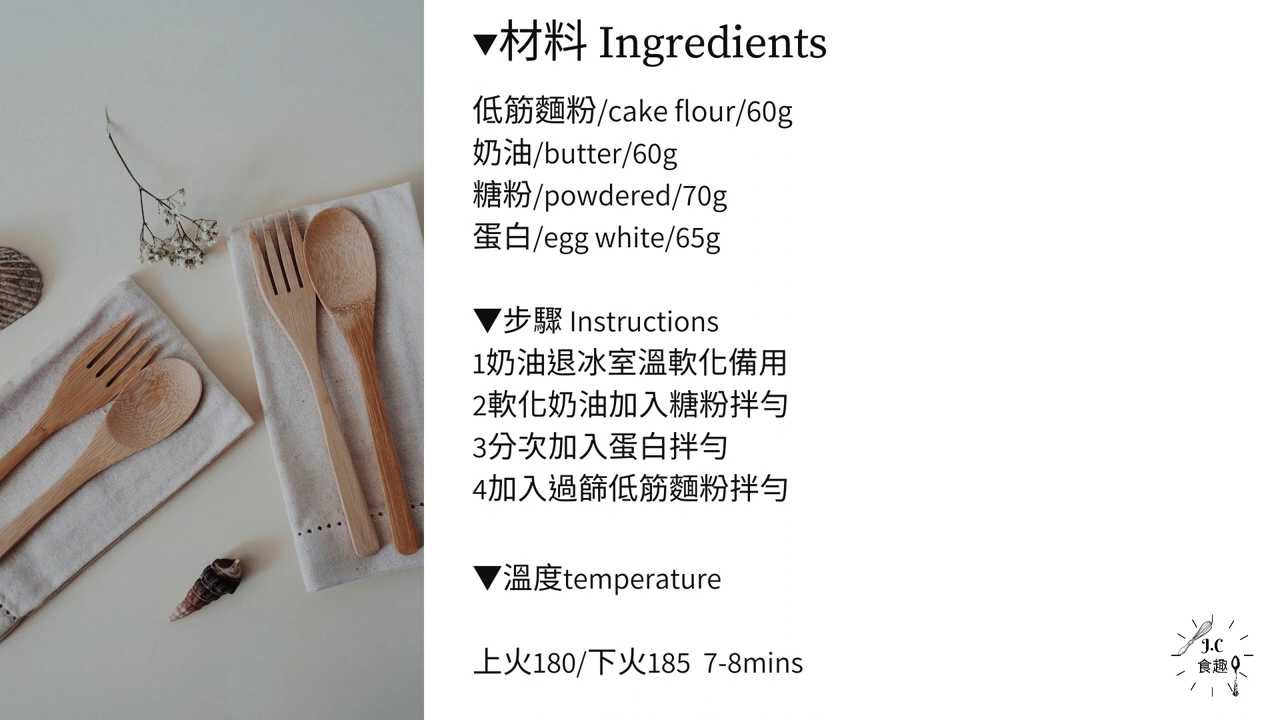 ▼材料 Ingredients
低筋麵粉/cake flour/60g
奶油/butter/60g
糖粉/powdered/70g
蛋白/egg white/65g
▼步驟 Instructions
1奶油退冰室溫軟化備用
2軟化奶油加入糖粉拌勻
3分次加入蛋白拌勻
4加入過篩低筋麵粉拌勻
▼溫度temperature
上火180/下火185 7-8mins
J.C
食趣